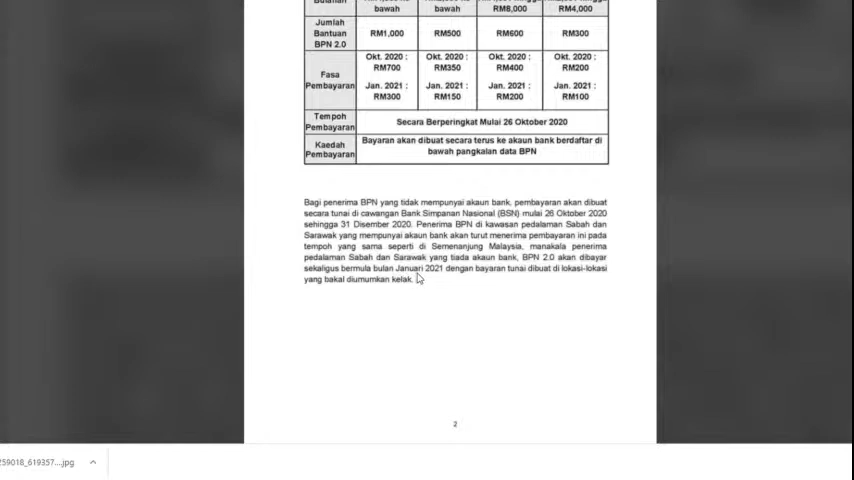 Bulanan
bawah bawah RM8,000 RM4,000
Jumlah
Bantuan
BPN 2.0
RM1,000 RM500 RM600 RM300
Fasa
Pembayaran
Okt. 2020 :
RM700
Jan. 2021 :
RM300
Okt. 2020 :
RM350
Jan. 2021 :
RM150
Okt. 2020 :
RM400
Jan. 2021 :
RM200
Okt. 2020 :
RM200
Jan. 2021 :
RM100
Tempoh
Pembayaran
Secara Berperingkat Mulai 26 Oktober 2020
Kaedah
Pembayaran
Bayaran akan dibuat secara terus ke akaun bank berdaftar di
bawah pangkalan data BPN
Bagi penerima BPN yang tidak mempunyai akaun bank, pembayaran akan dibuat
secara tunai di cawangan Bank Simpanan Nasional (BSN) mulai 26 Oktober 2020
sehingga 31 Disember 2020. Penerima BPN di kawasan pedalaman Sabah dan
Sarawak yang mempunyai akaun bank akan turut menerima pembayaran ini pada
tempoh yang sama seperti di Semenanjung Malaysia, manakala penerima
pedalaman Sabah dan Sarawak yang tiada akaun bank, BPN 2.0 akan dibayar
sekaligus bermula bulan Januari 2021 dengan bayaran tunai dibuat di lokasi-lokasi
yang bakal diumumkan kelak.
2
259018_619357....jpg